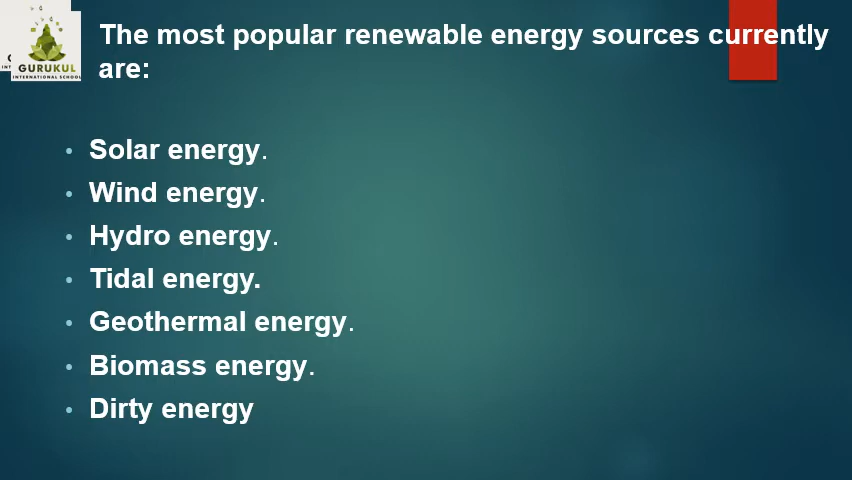 GURUKUL
INTERNATIONAL SCHOOL
The most popular renewable energy sources currently
are:
• Solar energy.
• Wind energy.
• Hydro energy.
• Tidal energy.
• Geothermal energy.
• Biomass energy.
• Dirty energy